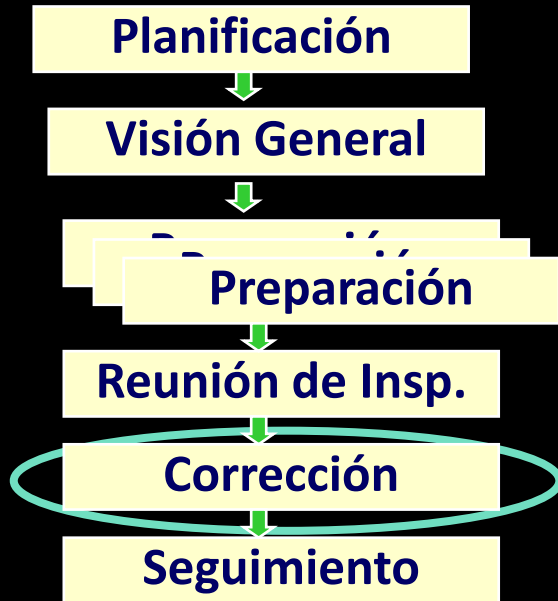 Planificación
Visión General
Preparación
Reunión de Insp.
Corrección
Seguimiento